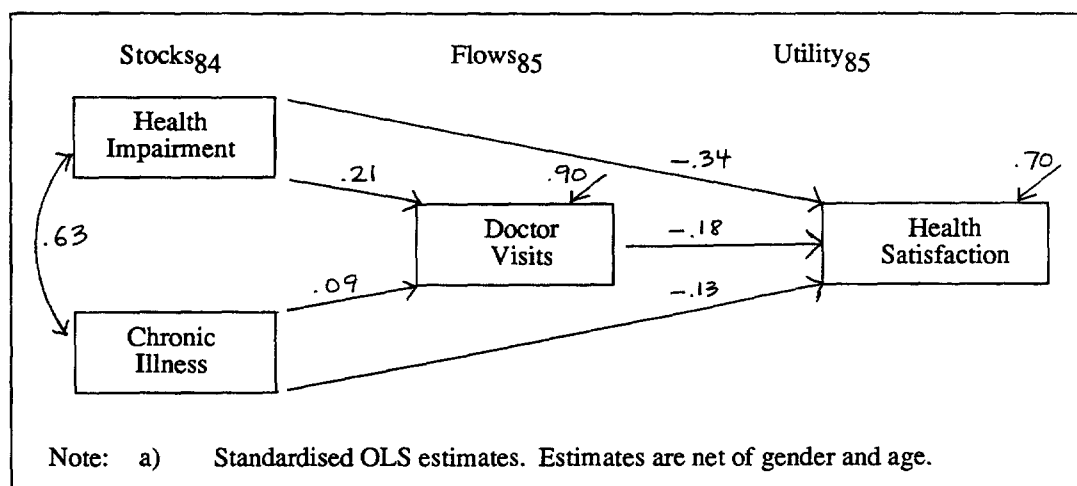 Stocks84 Flows85 Utility85
Health
Impairment
-.34
.70
.21
.90
.63
Doctor
Visits
-.18
Health
Satisfaction
.09
-.13
Chronic
Illness
Note: a) Standardised OLS estimates. Estimates are net of gender and age.